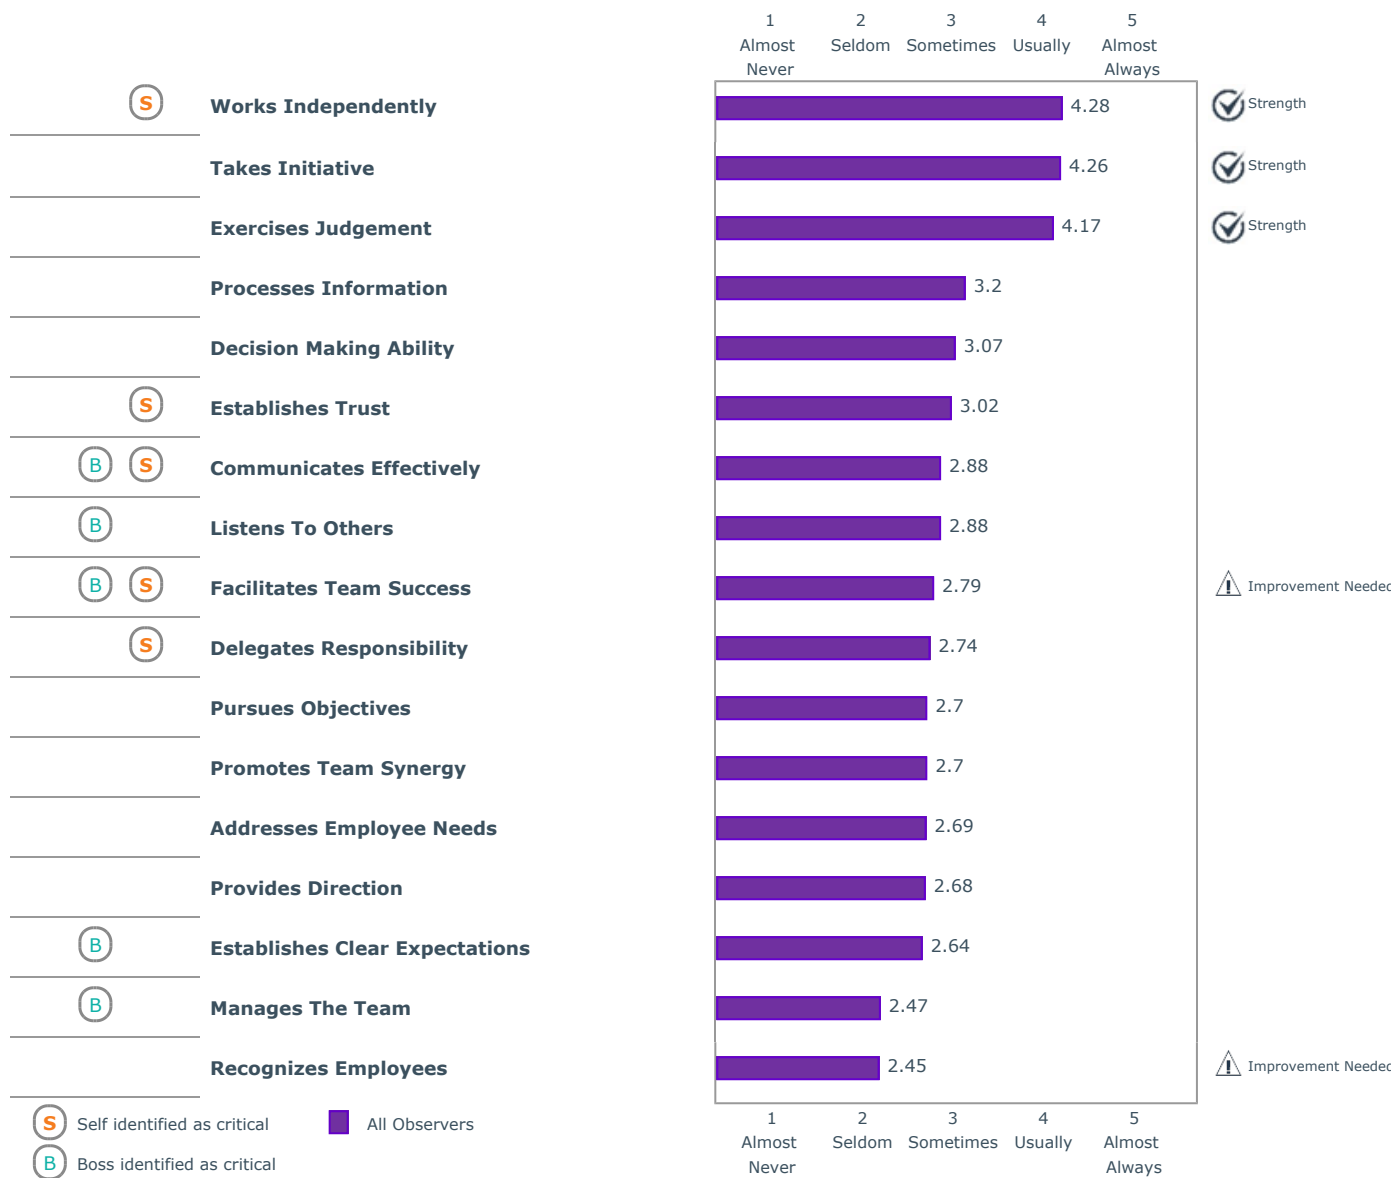 1 2 3 4 5
Almost Seldom Sometimes Usually Almost
Never Always
S Works Independently 4.28 Strength
Takes Initiative 4.26 Strength
Exercises Judgement 4.17 Strength
Processes Information 3.2
Decision Making Ability 3.07
S Establishes Trust 3.02
B S Communicates Effectively 2.88
B Listens To Others 2.88
B S Facilitates Team Success 2.79 Improvement Needed
S Delegates Responsibility 2.74
Pursues Objectives 2.7
Promotes Team Synergy 2.7
Addresses Employee Needs 2.69
Provides Direction 2.68
B Establishes Clear Expectations 2.64
B Manages The Team 2.47
Recognizes Employees 2.45 Improvement Needed
S Self identified as critical All Observers
B Boss identified as critical
1 2 3 4 5
Almost Seldom Sometimes Usually Almost
Never Always